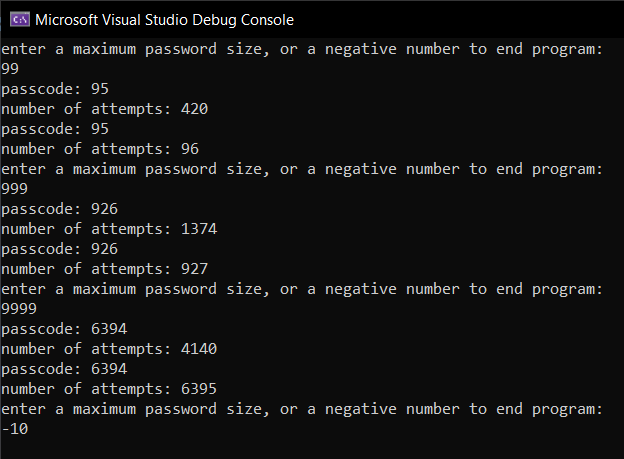 C:\
Microsoft Visual Studio Debug Console
enter a maximum password size, or a negative number to end program:
99
passcode: 95
number of attempts: 420
passcode: 95
number of attempts: 96
enter a maximum password size, or a negative number to end program:
999
passcode: 926
number of attempts: 1374
passcode: 926
number of attempts: 927
enter a maximum password size, or a negative number to end program:
9999
passcode: 6394
number of attempts: 4140
passcode: 6394
number of attempts: 6395
enter a maximum password size, or a negative number to end program:
-10